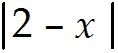 |2 – x|